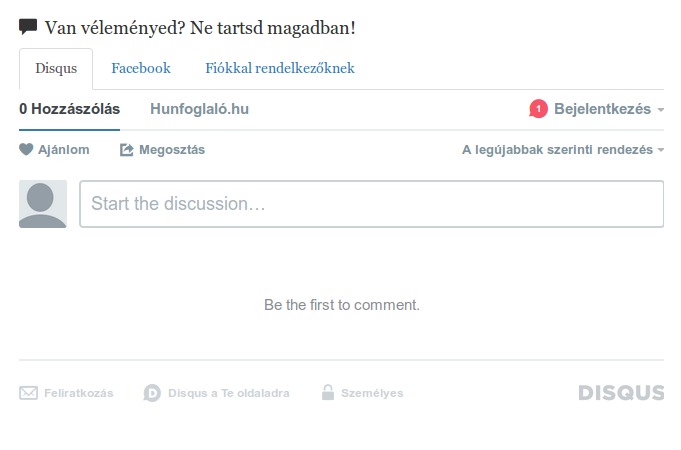 Van véleményed? Ne tartsd magadban!
Disqus Facebook Fiókkal rendelkezőknek
0 Hozzászólás Hunfoglaló.hu 1 Bejelentkezés
Ajánlom Megosztás A legújabbak szerinti rendezés
Start the discussion…
Be the first to comment.
Feliratkozás D Disqus a Te oldaladra Személyes DISQUS